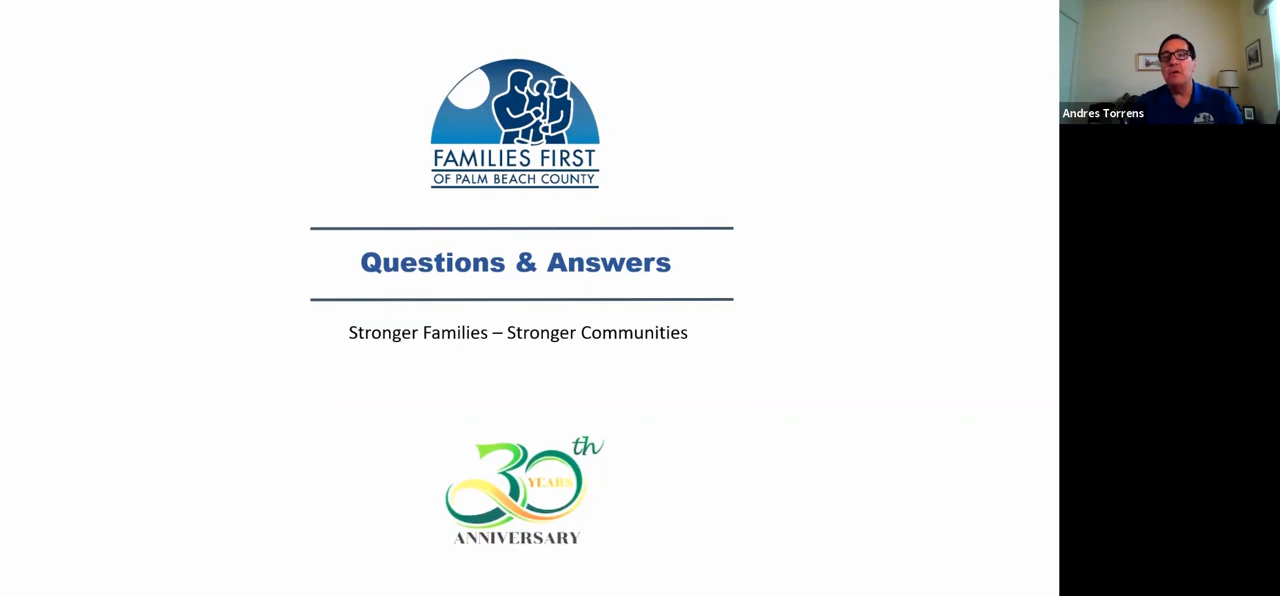 FAMILIES FIRST
OF PALM BEACH COUNTY
Questions & Answers
Stronger Families – Stronger Communities
30th
YEARS
ANNIVERSARY
Andres Torrens